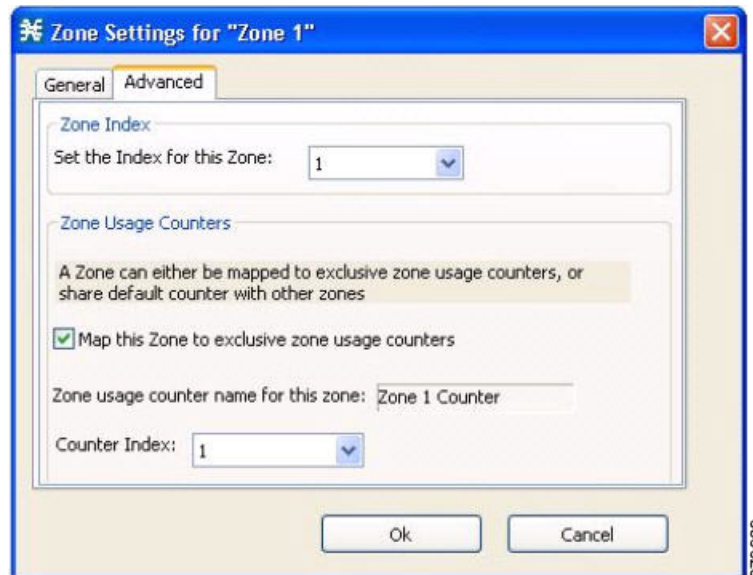 Zone Settings for "Zone 1"
General
Advanced
Zone Index
Set the Index for this Zone:
1
Zone Usage Counters
A Zone can either be mapped to exclusive zone usage counters, or
share default counter with other zones
Map this Zone to exclusive zone usage counters
Zone usage counter name for this zone: Zone 1 Counter
Counter Index:
1
Ok
Cancel